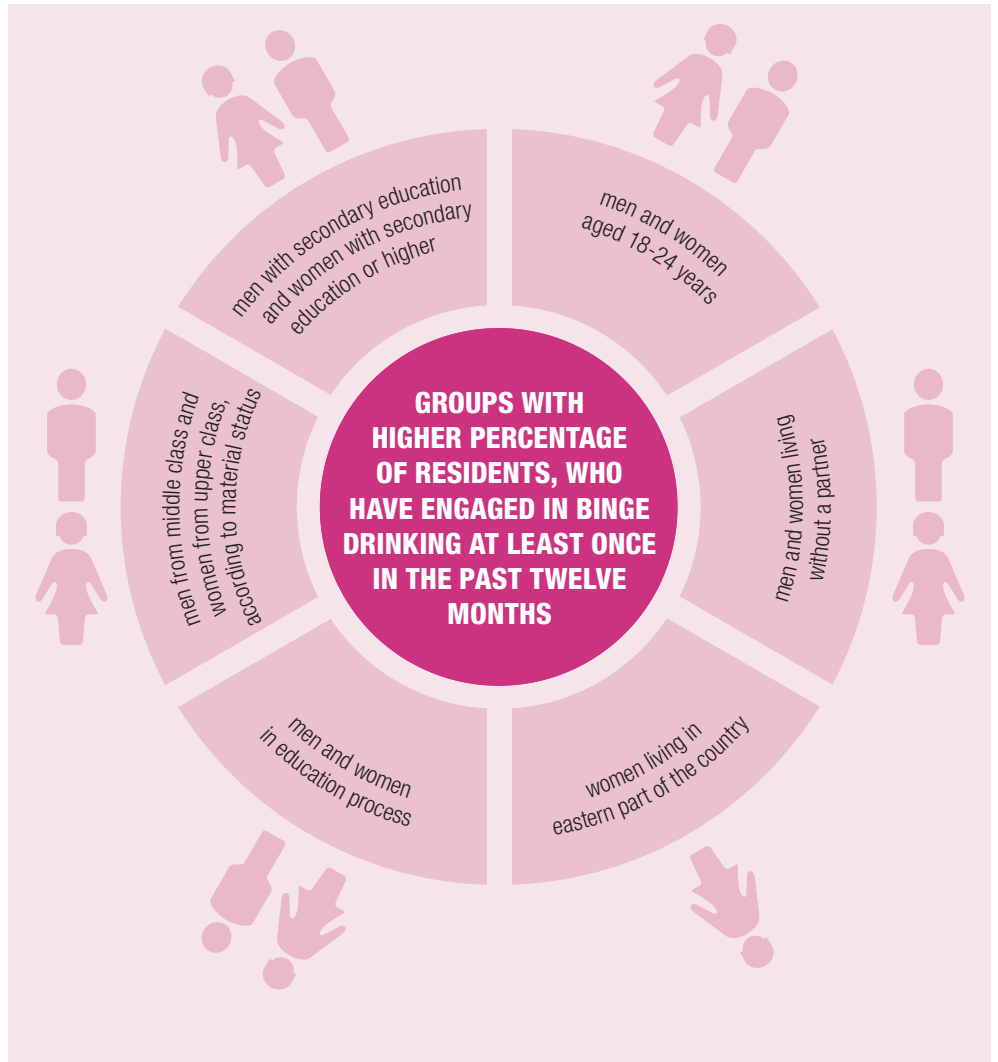 GROUPS WITH
HIGHER PERCENTAGE
OF RESIDENTS, WHO
HAVE ENGAGED IN BINGE
DRINKING AT LEAST ONCE
IN THE PAST TWELVE
MONTHS
men and women
aged 18-24 years
men and women living
without a partner
women living in
eastern part of the country
men and women
in education process
men from middle class and
women from upper class,
according to material status
men with secondary education
and women with secondary
education or higher